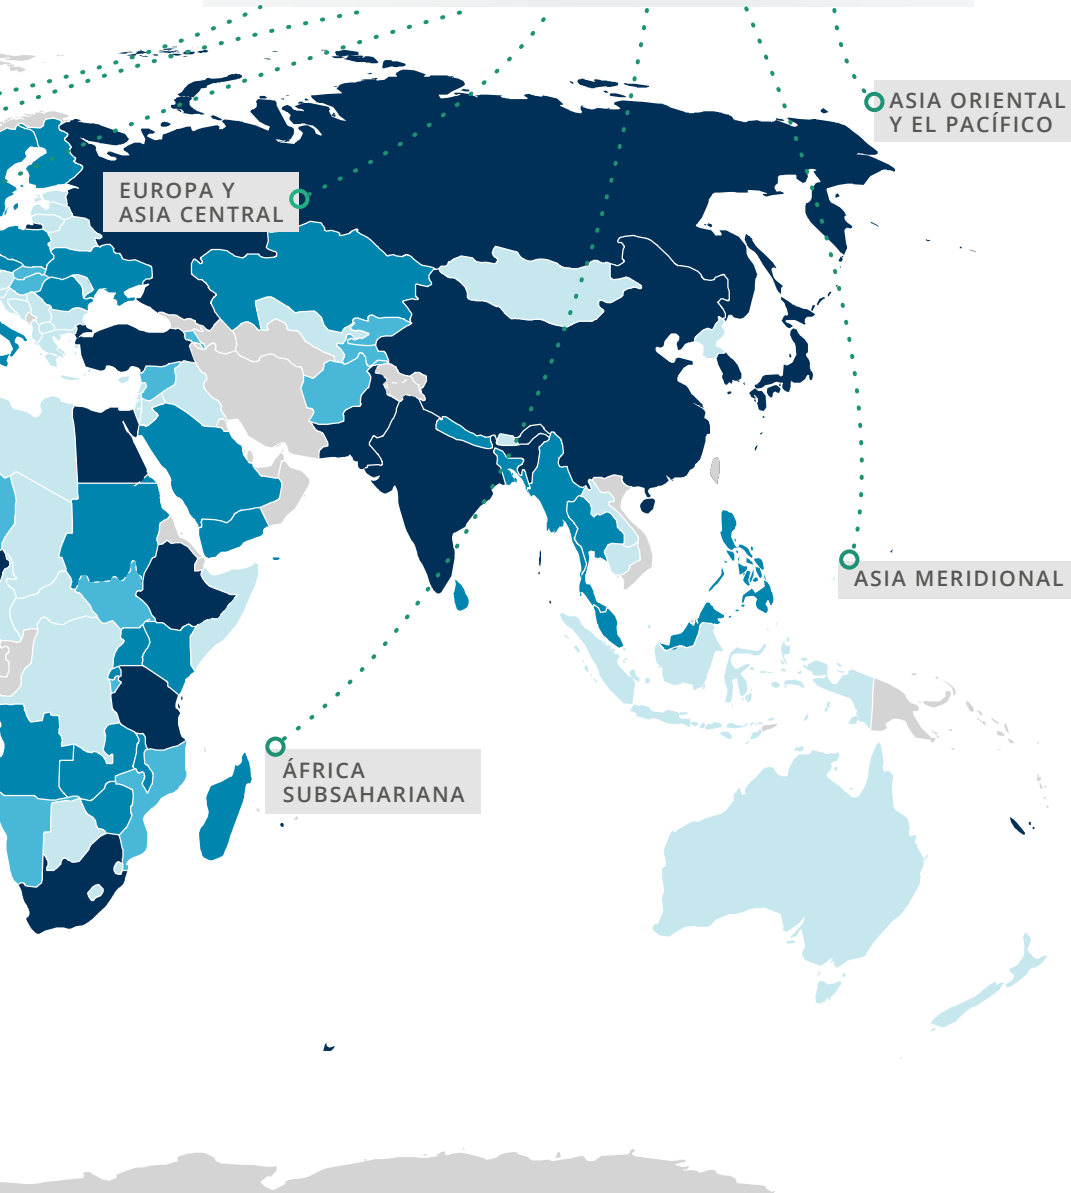 ASIA ORIENTAL
Y EL PACÍFICO
EUROPA Y
ASIA CENTRAL
ASIA MERIDIONAL
ÁFRICA
SUBSAHARIANA